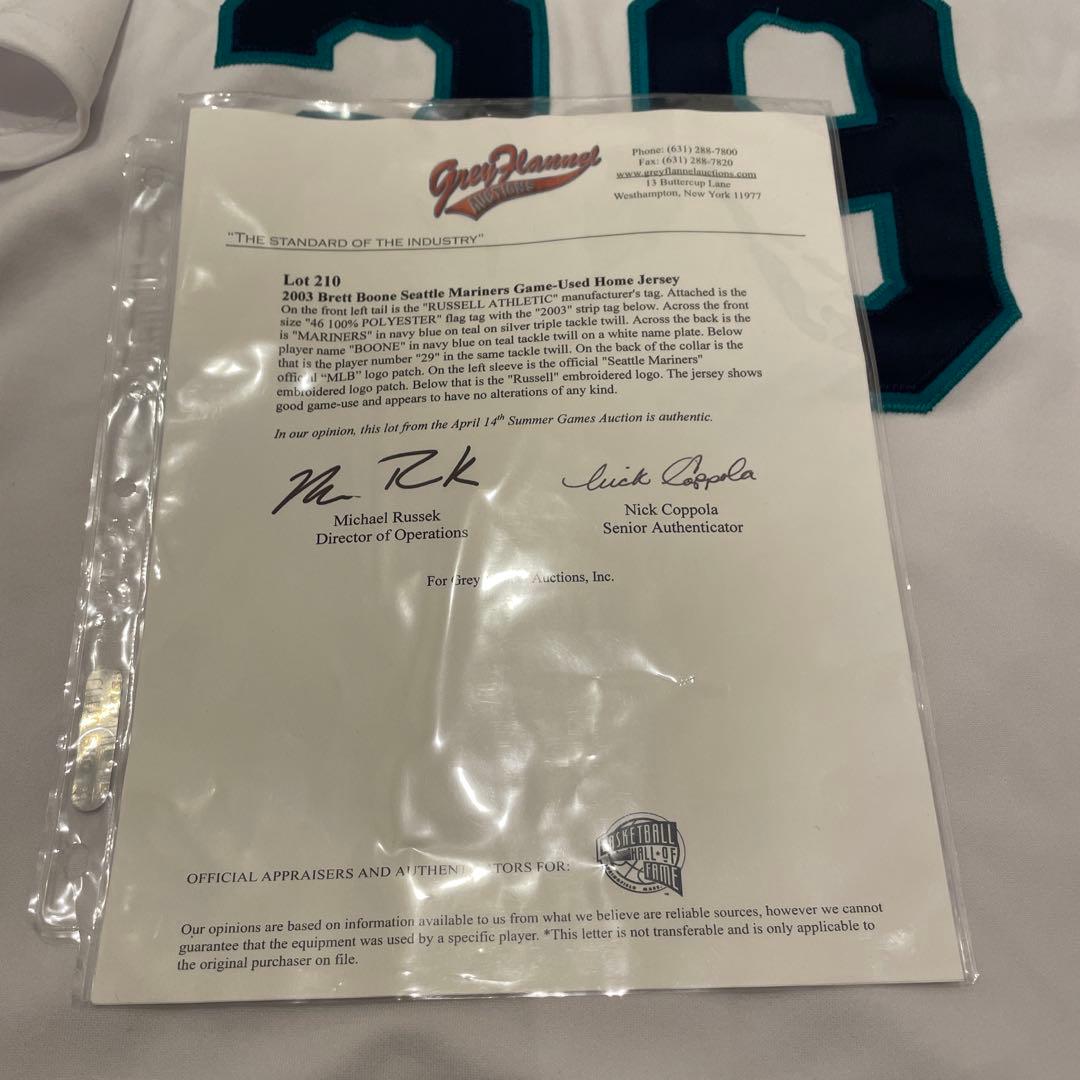 29
Grey Flannel
AUCTIONS
Phone: (631) 288-7800
Fax: (631) 288-7820
www.greyflannelauctions.com
13 Buttercup Lane
Westhampton, New York 11977
"THE STANDARD OF THE INDUSTRY"
Lot 210
2003 Brett Boone Seattle Mariners Game-Used Home Jersey
On the front left tail is the "RUSSELL ATHLETIC" manufacturer's tag. Attached is the
size "46 100% POLYESTER" flag tag with the "2003" strip tag below. Across the front
is "MARINERS" in navy blue on teal on silver triple tackle twill. Across the back is the
player name "BOONE" in navy blue on teal tackle twill on a white name plate. Below
that is the player number "29" in the same tackle twill. On the back of the collar is the
official "MLB" logo patch. On the left sleeve is the official "Seattle Mariners"
embroidered logo patch. Below that is the "Russell" embroidered logo. The jersey shows
good game-use and appears to have no alterations of any kind.
In our opinion, this lot from the April 14th Summer Games Auction is authentic.
Nick Coppola
Michael Russek
Director of Operations
Nick Coppola
Senior Authenticator
For Grey Auctions, Inc.
OFFICIAL APPRAISERS AND AUTHENTICATORS FOR:
BASKETBALL
HALL·OF
FAME
SPRINGFIELD MASS.
TM
Our opinions are based on information available to us from what we believe are reliable sources, however we cannot
guarantee that the equipment was used by a specific player. *This letter is not transferable and is only applicable to
the original purchaser on file.